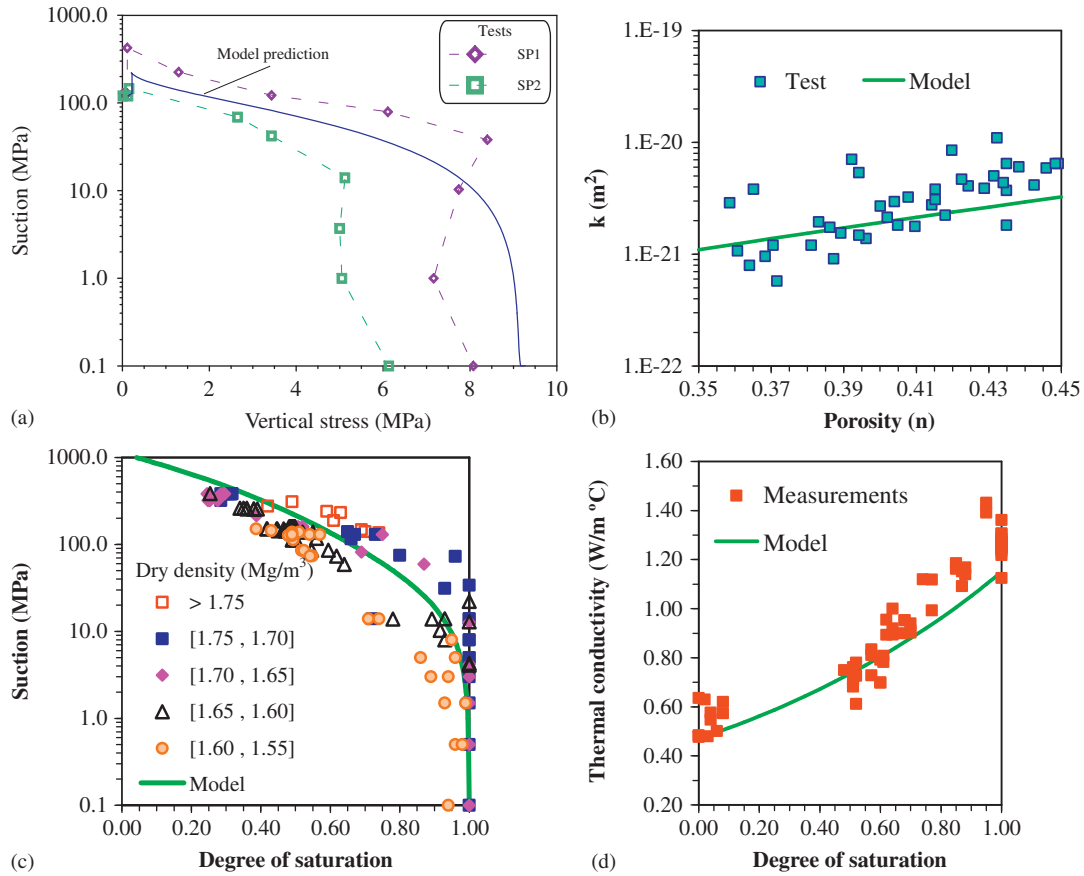 1000.0
100.0
10.0
1.0
0.1
Suction (MPa)
Model prediction
Tests
SP1
SP2
0 2 4 6 8 10
(a) Vertical stress (MPa)
1.E-19
1.E-20
1.E-21
1.E-22
k (m²)
Test Model
0.35 0.37 0.39 0.41 0.43 0.45
(b) Porosity (n)
1000.0
100.0
10.0
1.0
0.1
Suction (MPa)
Dry density (Mg/m³)
> 1.75
[1.75 , 1.70]
[1.70 , 1.65]
[1.65 , 1.60]
[1.60 , 1.55]
Model
0.00 0.20 0.40 0.60 0.80 1.00
(c) Degree of saturation
1.60
1.40
1.20
1.00
0.80
0.60
0.40
0.20
Thermal conductivity (W/m ºC)
Measurements
Model
0.00 0.20 0.40 0.60 0.80 1.00
(d) Degree of saturation